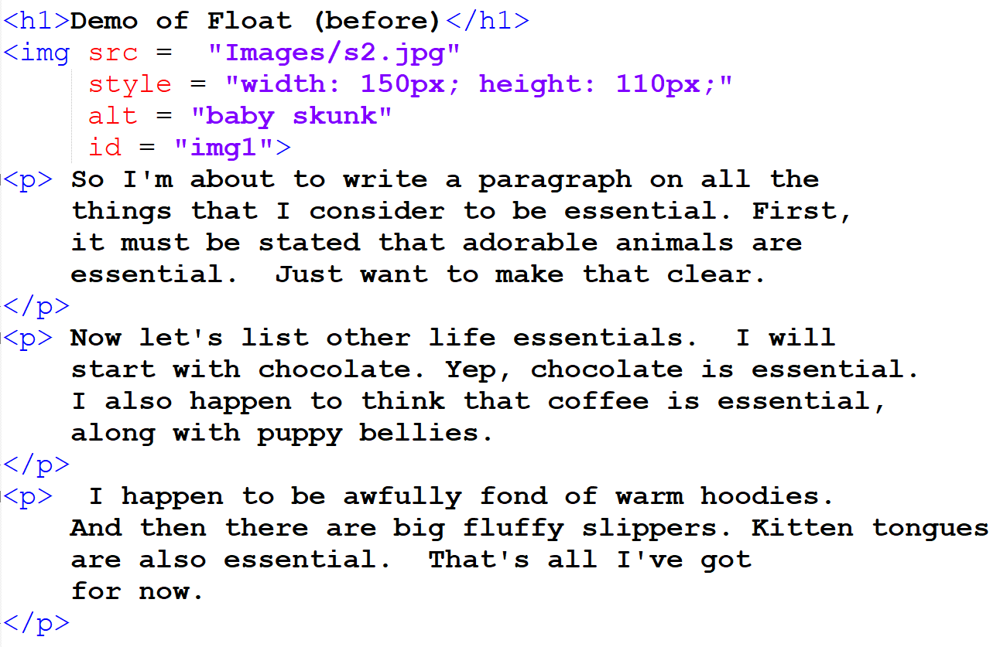 <h1>Demo of Float (before)</h1>
<img src =  "Images/s2.jpg"
     style = "width: 150px; height: 110px;"
     alt = "baby skunk"
     id = "img1">
<p> So I'm about to write a paragraph on all the
    things that I consider to be essential. First,
    it must be stated that adorable animals are
    essential.  Just want to make that clear.
</p>
<p> Now let's list other life essentials.  I will
    start with chocolate. Yep, chocolate is essential.
    I also happen to think that coffee is essential,
    along with puppy bellies.
</p>
<p>  I happen to be awfully fond of warm hoodies.
    And then there are big fluffy slippers. Kitten tongues
    are also essential.  That's all I've got
    for now.
</p>